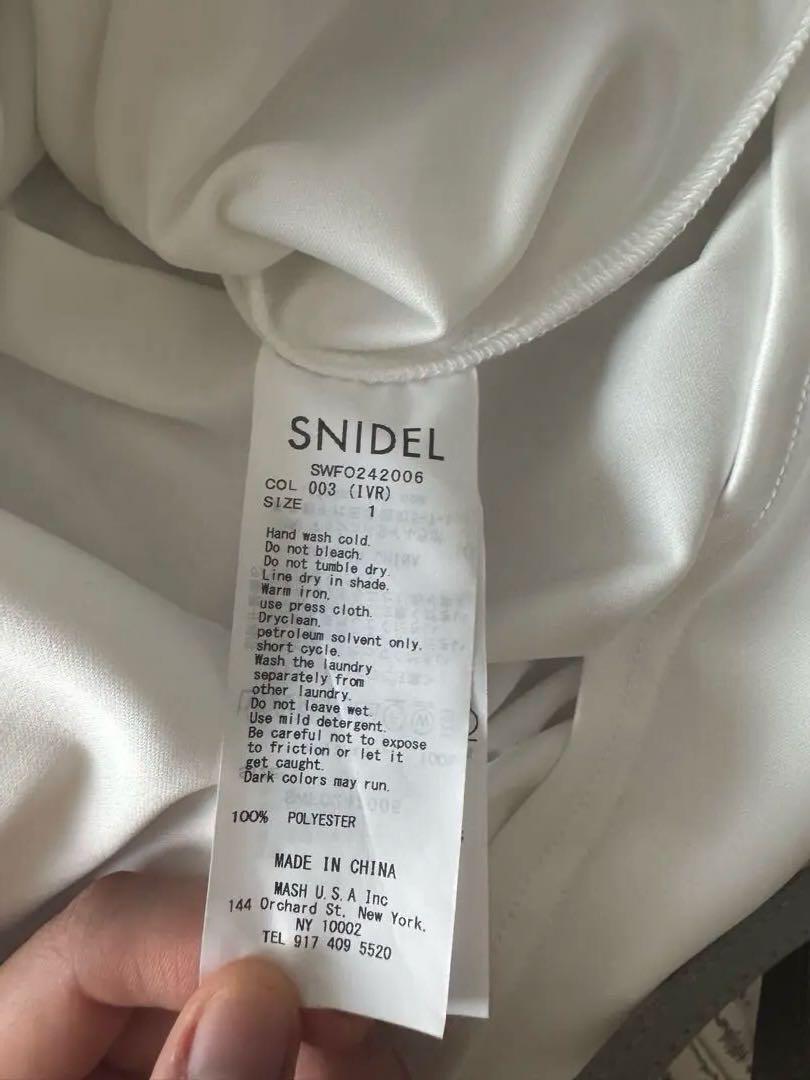 SNIDEL
SWFO242006
COL 003 (IVR)
SIZE 1
Hand wash cold.
Do not bleach.
Do not tumble dry.
Line dry in shade.
Warm iron.
use press cloth.
Dryclean.
petroleum solvent only.
short cycle.
Wash the laundry
separately from
other laundry.
Do not leave wet.
Use mild detergent.
Be careful not to expose
to friction or let it
get caught.
Dark colors may run.
100% POLYESTER
MADE IN CHINA
MASH U.S.A Inc
144 Orchard St. New York.
NY 10002
TEL 917 409 5520